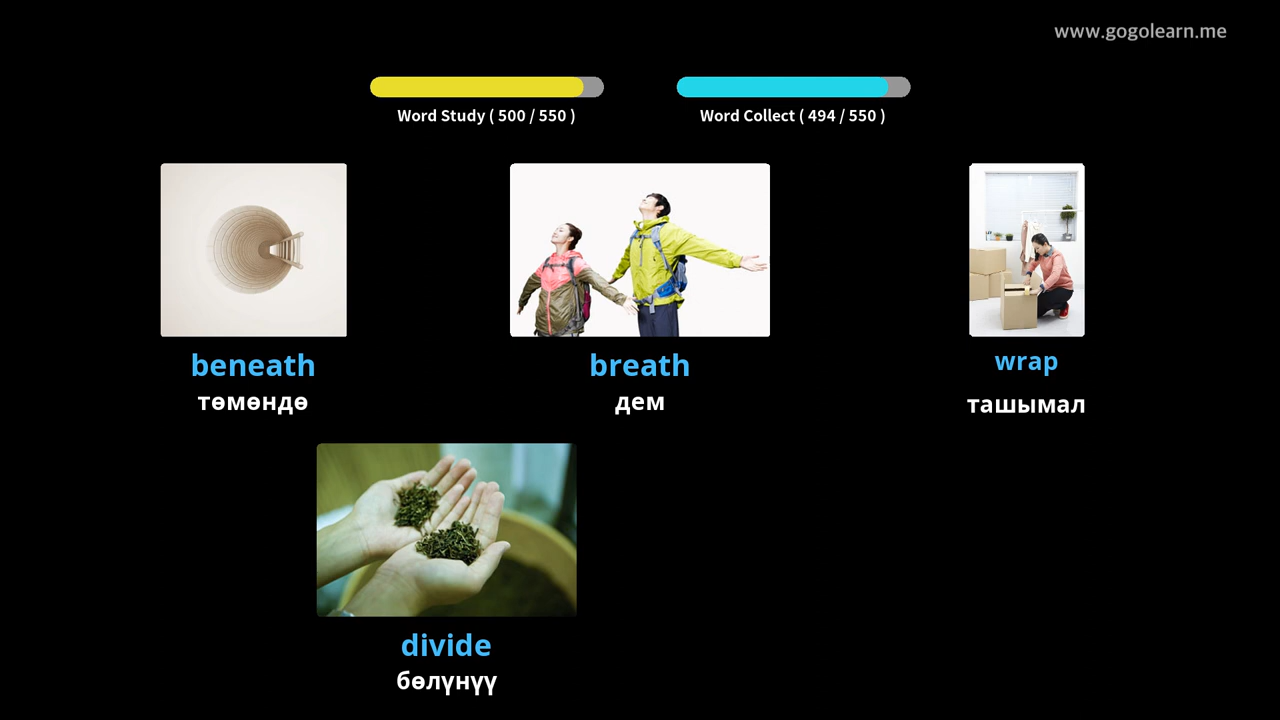 www.gogolearn.me
Word Study ( 500 / 550 )
Word Collect ( 494 / 550 )
beneath
төмөндө
breath
дем
wrap
ташымал
divide
бөлүнүү